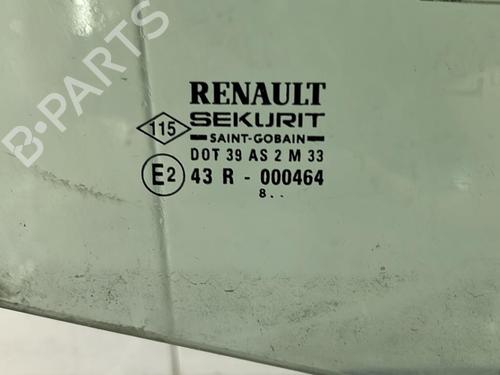 RENAULT
115
SEKURIT
SAINT-GOBAIN
DOT 39 AS 2 M 33
E2 43 R - 000464
8..
B-PARTS